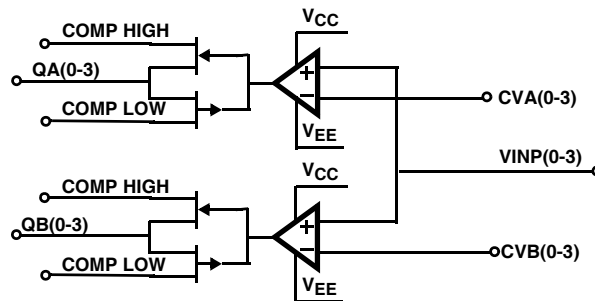 COMP HIGH
VCC
QA(0-3)
+
−
CVA(0-3)
COMP LOW
VEE
VINP(0-3)
COMP HIGH
VCC
QB(0-3)
+
−
CVB(0-3)
COMP LOW
VEE